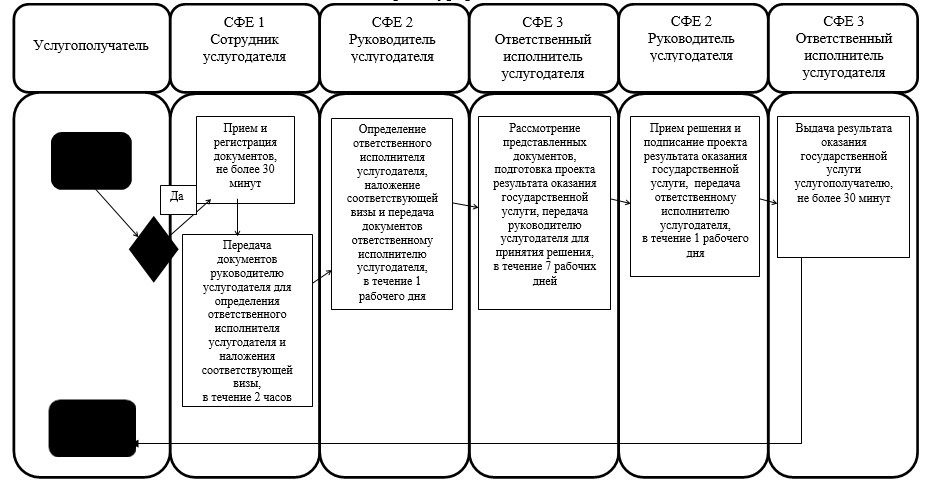 Услугополучатель
СФЕ 1
Сотрудник
услугодателя
СФЕ 2
Руководитель
услугодателя
СФЕ 3
Ответственный
исполнитель
услугодателя
СФЕ 2
Руководитель
услугодателя
СФЕ 3
Ответственный
исполнитель
услугодателя
Да
Прием и
регистрация
документов,
не более 30
минут
Передача
документов
руководителю
услугодателя для
определения
ответственного
исполнителя
услугодателя и
наложения
соответствующей
визы,
в течение 2 часов
Определение
ответственного
исполнителя
услугодателя,
наложение
соответствующей
визы и передача
документов
ответственному
исполнителю
услугодателя,
в течение 1
рабочего дня
Рассмотрение
представленных
документов,
подготовка проекта
результата оказания
государственной
услуги, передача
руководителю
услугодателя для
принятия решения,
в течение 7 рабочих
дней
Прием решения и
подписание проекта
результата оказания
государственной
услуги, передача
ответственному
исполнителю
услугодателя,
в течение 1 рабочего
дня
Выдача результата
оказания
государственной
услуги
услугополучателю,
не более 30 минут